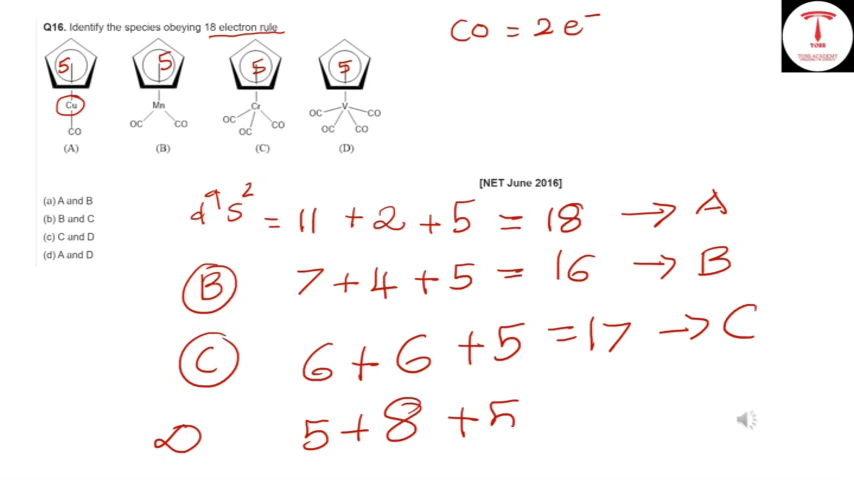 Q16. Identify the species obeying 18 electron rule
CO = 2e⁻
5 5 5 5
Cu Mn Cr V
CO OC CO OC OC CO OC OC CO CO
(A) (B) (C) (D)
[NET June 2016]
(a) A and B
(b) B and C
(c) C and D
(d) A and D
d⁹s² = 11 + 2 + 5 = 18 → A
B 7 + 4 + 5 = 16 → B
C 6 + 6 + 5 = 17 → C
D 5 + 8 + 5
TOSS
TOSS ACADEMY